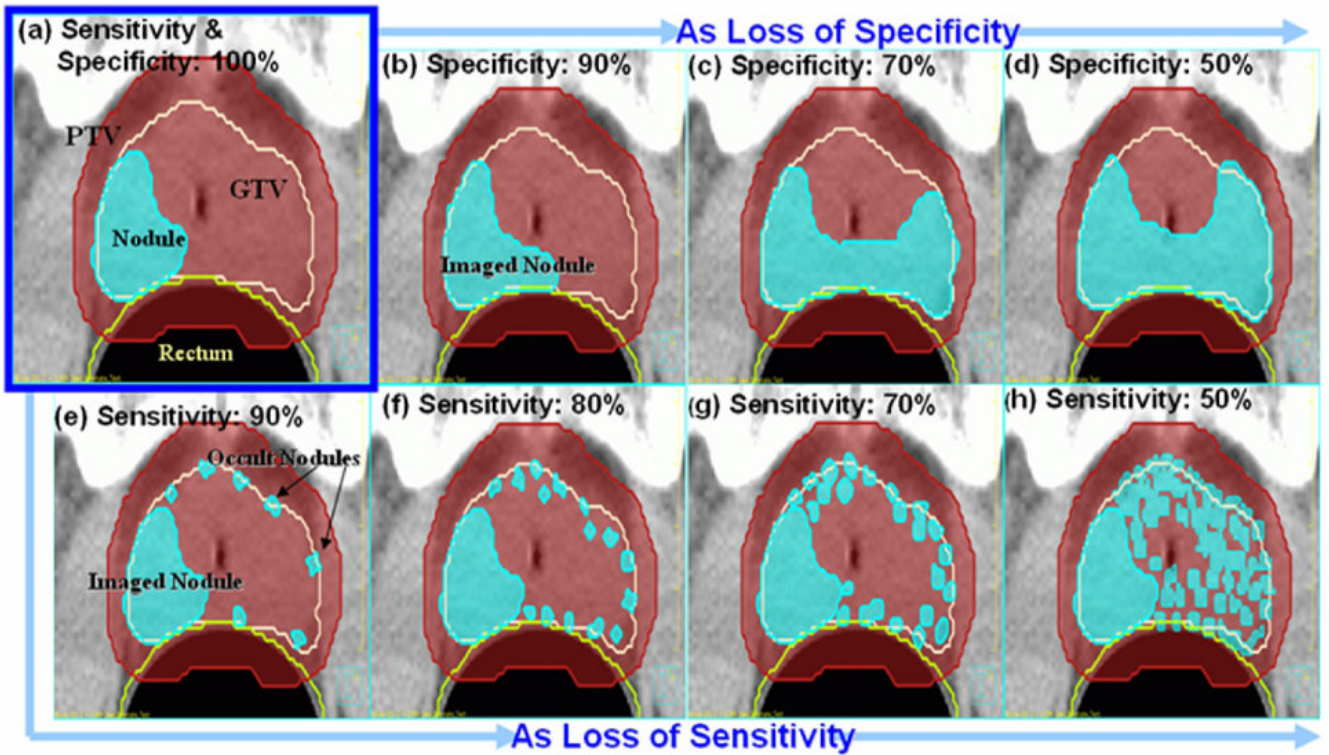 (a) Sensitivity &
Specificity: 100%
As Loss of Specificity
(b) Specificity: 90%
(c) Specificity: 70%
(d) Specificity: 50%
PTV
GTV
Nodule
Imaged Nodule
Rectum
(e) Sensitivity: 90%
(f) Sensitivity: 80%
(g) Sensitivity: 70%
(h) Sensitivity: 50%
Occult Nodules
Imaged Nodule
As Loss of Sensitivity